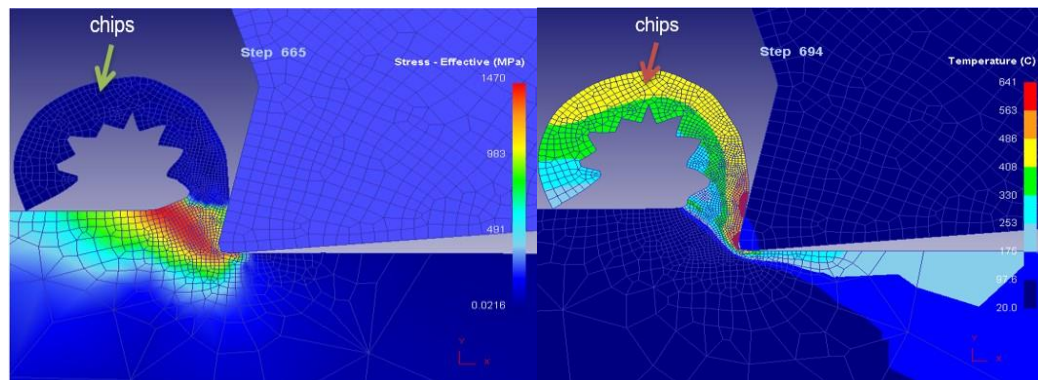 chips
Step 665
Stress - Effective (MPa)
1470
983
491
0.0216
Y
X
chips
Step 694
Temperature (C)
641
563
486
408
330
253
175
97.6
20.0
Y
X